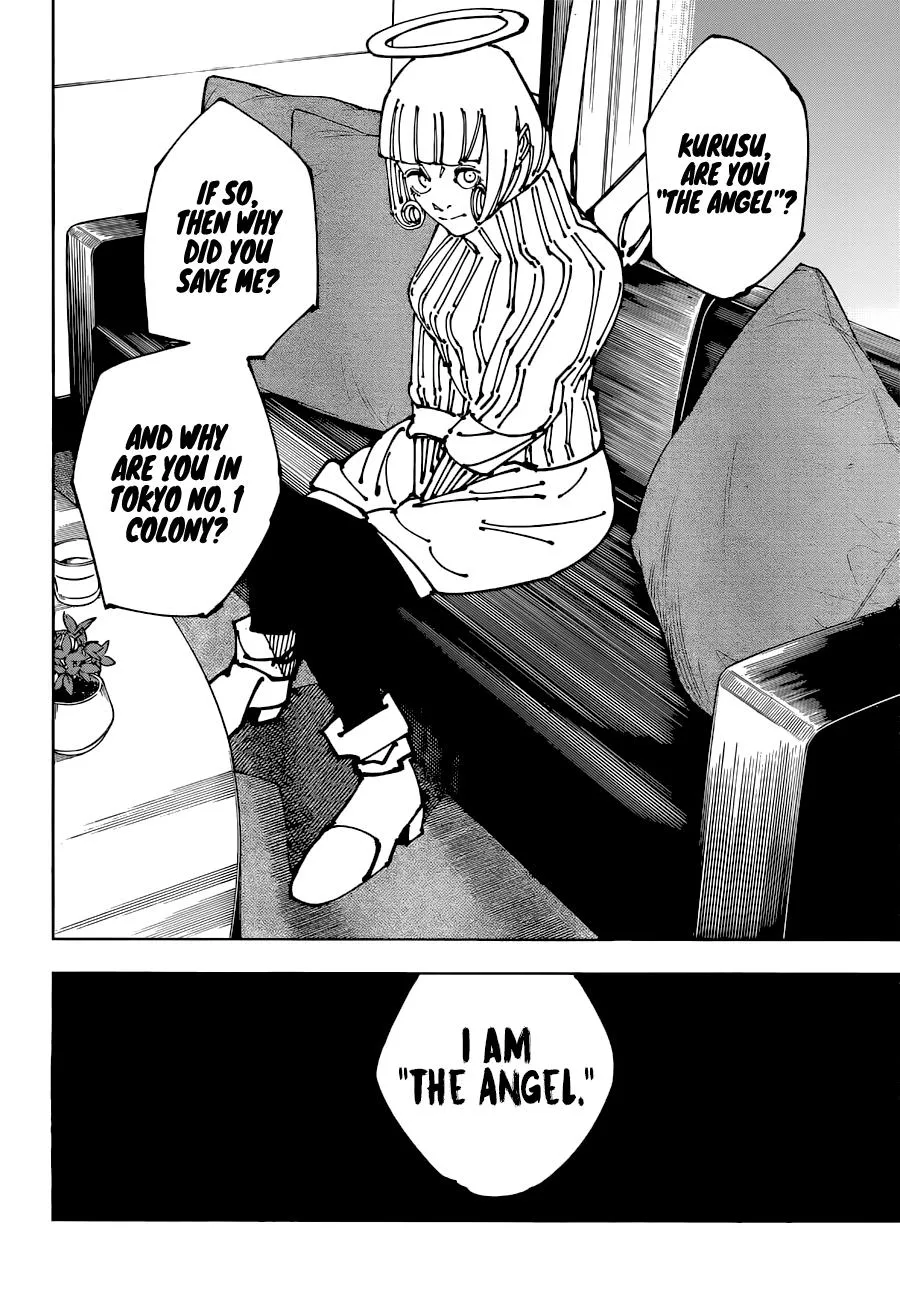 KURUSU,
ARE YOU
"THE ANGEL"?
IF SO,
THEN WHY
DID YOU
SAVE ME?
AND WHY
ARE YOU IN
TOKYO NO. 1
COLONY?
I AM
"THE ANGEL."